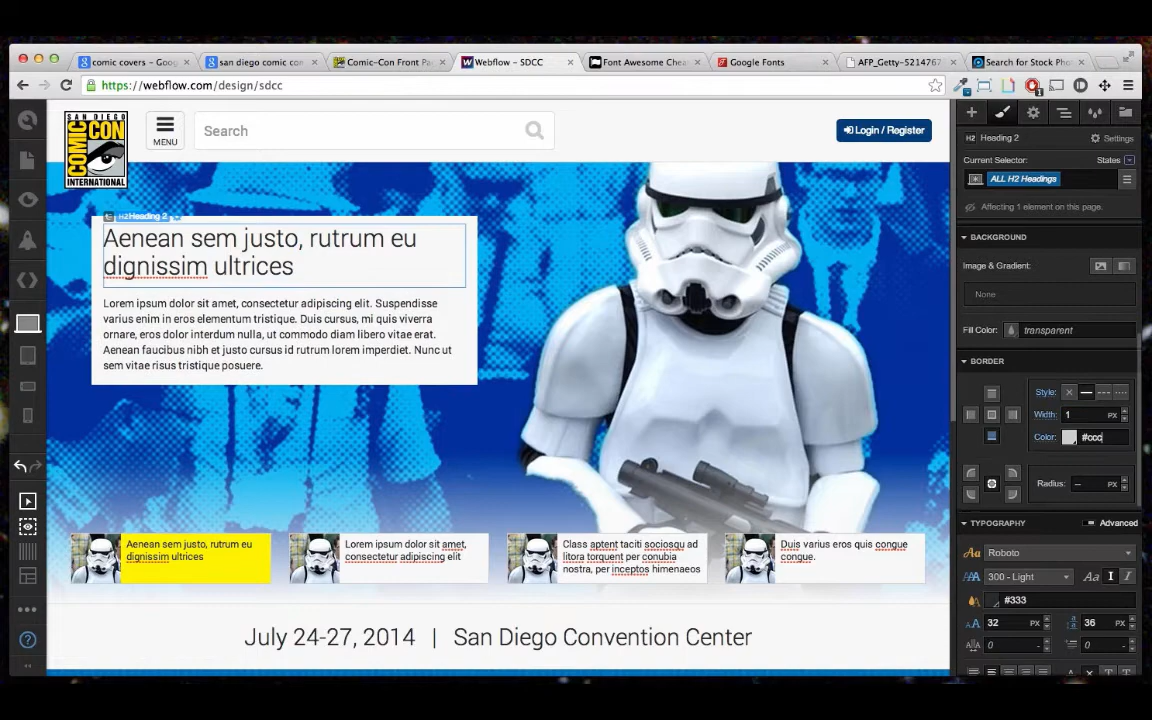 comic covers - Goo
san diego comic con
Comic-Con Front Pa
Webflow - SDCC
Font Awesome Chea
Google Fonts
AFP_Getty-5214767
Search for Stock Pho
https://webflow.com/design/sdcc
1
SAN DIEGO
COMIC CON
INTERNATIONAL
MENU
Search
Login / Register
H2 Heading 2
Aenean sem justo, rutrum eu
dignissim ultrices
Lorem ipsum dolor sit amet, consectetur adipiscing elit. Suspendisse
varius enim in eros elementum tristique. Duis cursus, mi quis viverra
ornare, eros dolor interdum nulla, ut commodo diam libero vitae erat.
Aenean faucibus nibh et justo cursus id rutrum lorem imperdiet. Nunc ut
sem vitae risus tristique posuere.
Aenean sem justo, rutrum eu
dignissim ultrices
Lorem ipsum dolor sit amet,
consectetur adipiscing elit
Class aptent taciti sociosqu ad
litora torquent per conubia
nostra, per inceptos himenaeos
Duis varius eros quis congue
congue.
July 24-27, 2014 | San Diego Convention Center
H2 Heading 2 Settings
Current Selector: States
ALL H2 Headings
Affecting 1 element on this page.
BACKGROUND
Image & Gradient:
None
Fill Color: transparent
BORDER
Style:
Width: 1 PX
Color: #ccc
Radius: -- PX
TYPOGRAPHY Advanced
Aa Roboto
AAA 300 - Light Aa I I
#333
AA 32 PX 36 PX
0 - 0 -